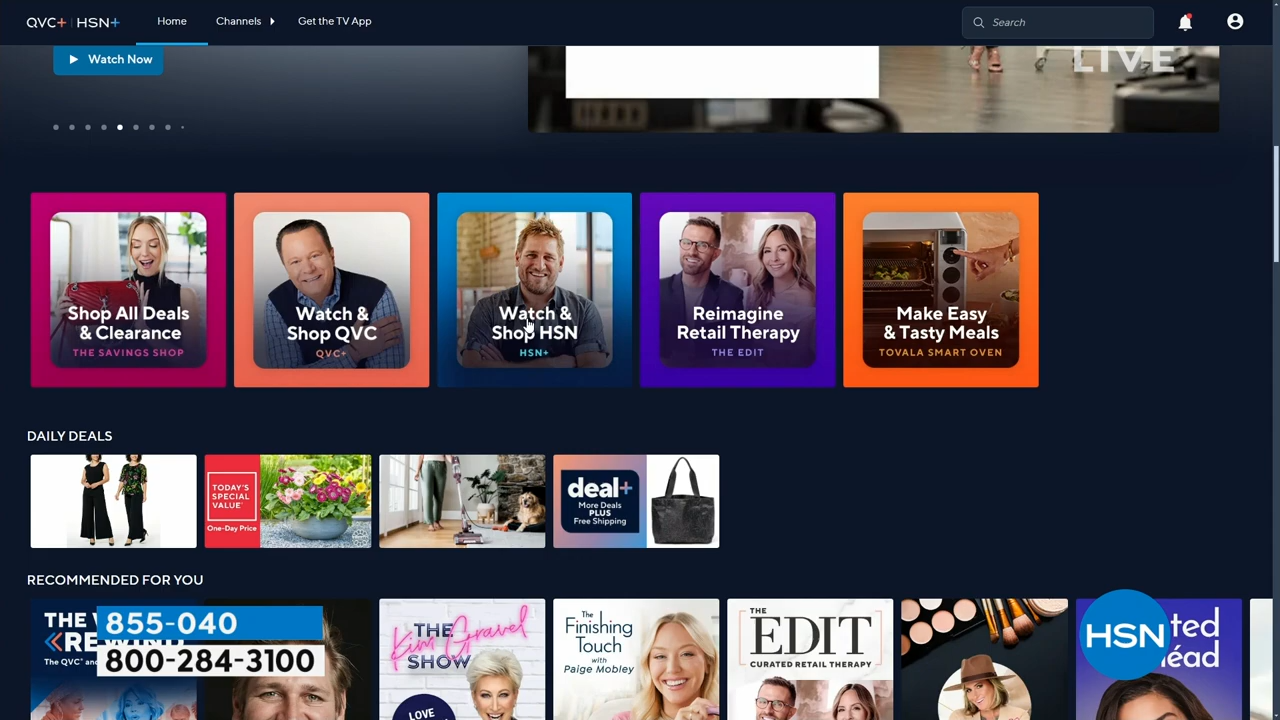 QVC+ | HSN+
Home
Channels
Get the TV App
Search
Watch Now
LIVE
Shop All Deals
& Clearance
THE SAVINGS SHOP
Watch &
Shop QVC
QVC+
Watch &
Shop HSN
HSN+
Reimagine
Retail Therapy
THE EDIT
Make Easy
& Tasty Meals
TOVALA SMART OVEN
DAILY DEALS
TODAY'S
SPECIAL
VALUE
One-Day Price
deal+
More Deals
PLUS
Free Shipping
RECOMMENDED FOR YOU
THE
The QVC
855-040
800-284-3100
THE
Kim Gravel
SHOW
LOVE
The
Finishing
Touch
with
Paige Mobley
THE
EDIT
CURATED RETAIL THERAPY
HSN